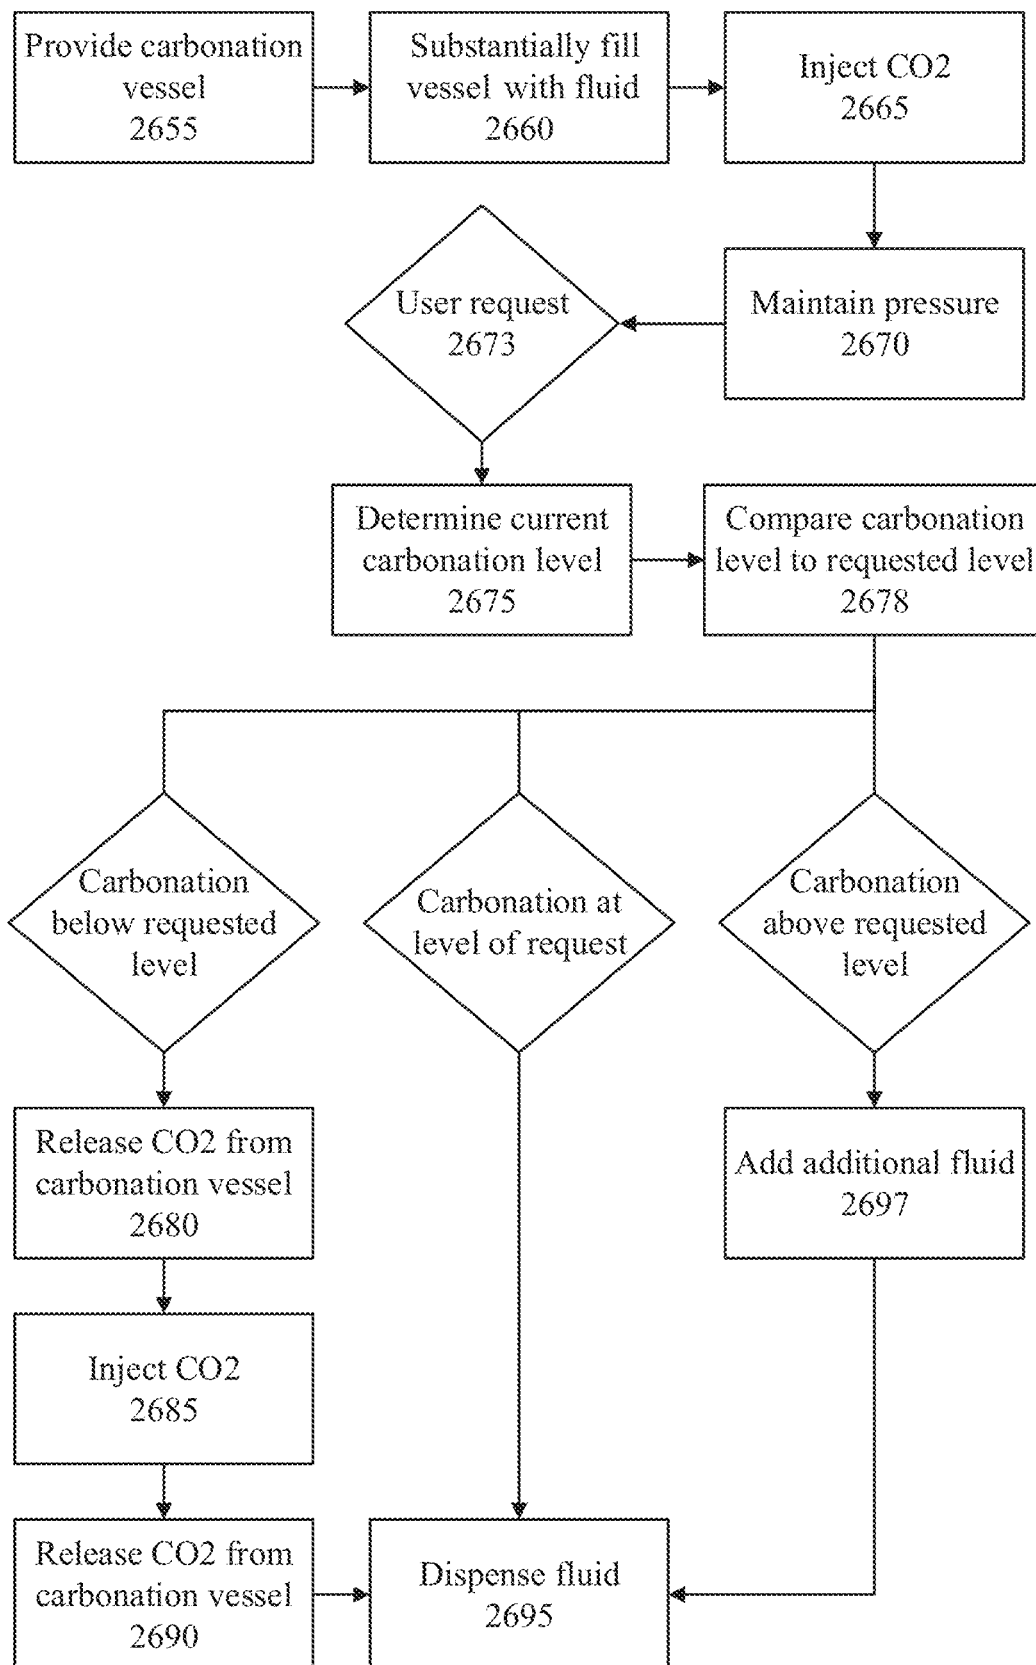 Provide carbonation
vessel
2655
Substantially fill
vessel with fluid
2660
Inject CO2
2665
User request
2673
Maintain pressure
2670
Determine current
carbonation level
2675
Compare carbonation
level to requested level
2678
Carbonation
below requested
level
Carbonation at
level of request
Carbonation
above requested
level
Release CO2 from
carbonation vessel
2680
Add additional fluid
2697
Inject CO2
2685
Release CO2 from
carbonation vessel
2690
Dispense fluid
2695